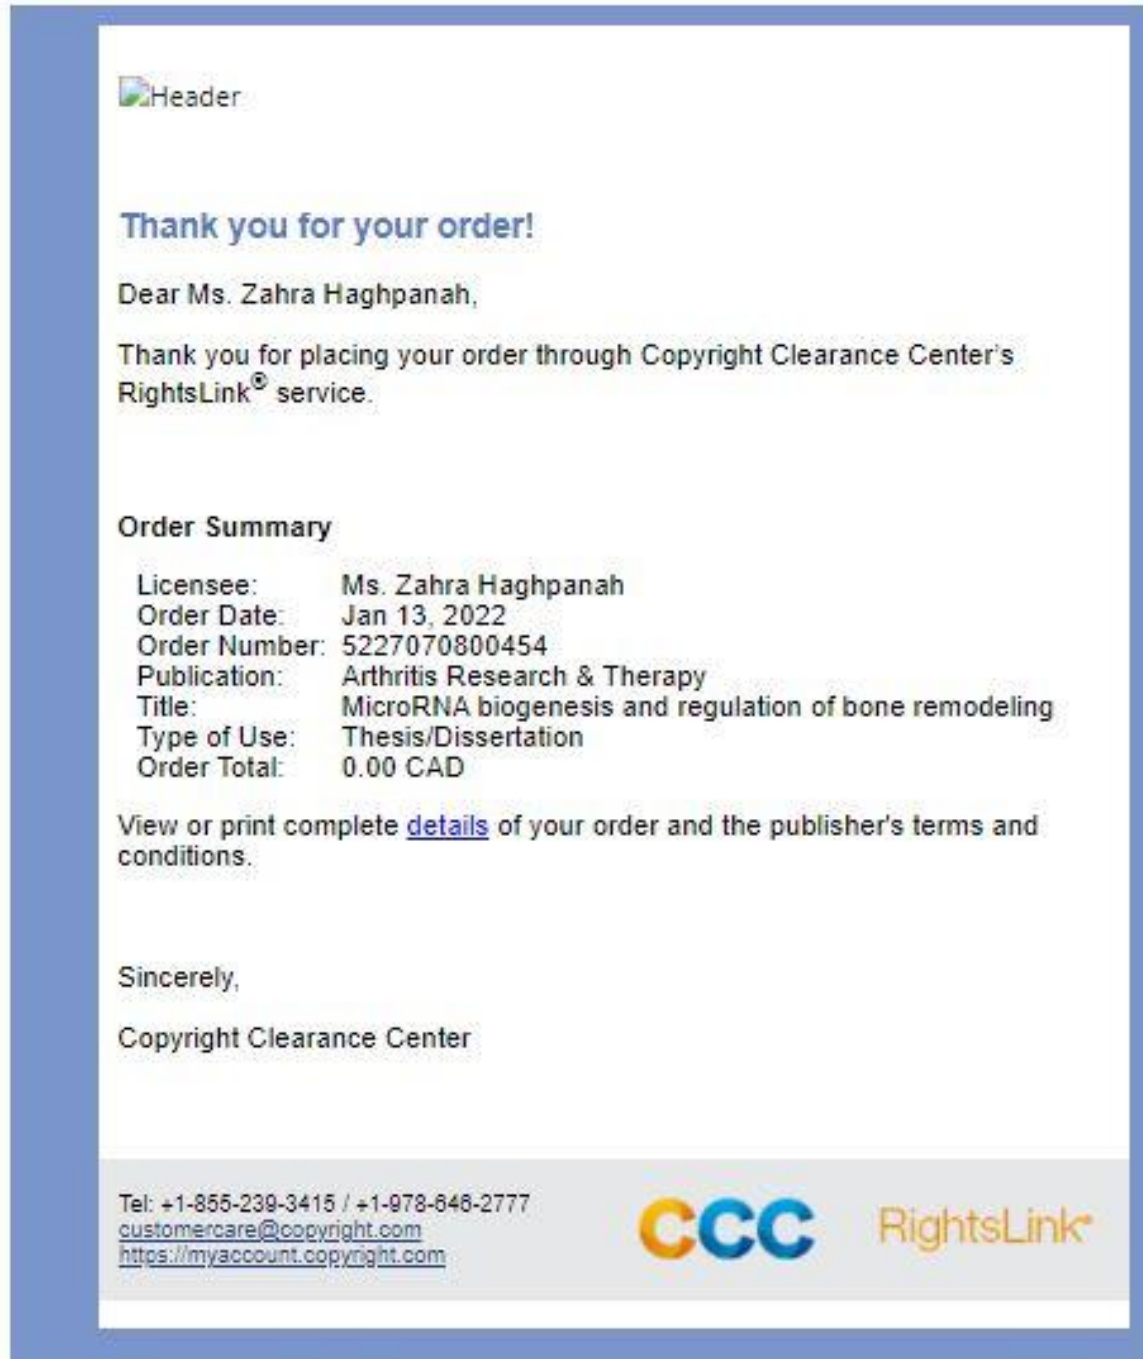 Header
Thank you for your order!
Dear Ms. Zahra Haghpanah,
Thank you for placing your order through Copyright Clearance Center's
RightsLink® service.
Order Summary
Licensee: Ms. Zahra Haghpanah
Order Date: Jan 13, 2022
Order Number: 5227070800454
Publication: Arthritis Research & Therapy
Title: MicroRNA biogenesis and regulation of bone remodeling
Type of Use: Thesis/Dissertation
Order Total: 0.00 CAD
View or print complete details of your order and the publisher's terms and
conditions.
Sincerely,
Copyright Clearance Center
Tel: +1-855-239-3415 / +1-978-646-2777
customercare@copyright.com
https://myaccount.copyright.com
CCC RightsLink®